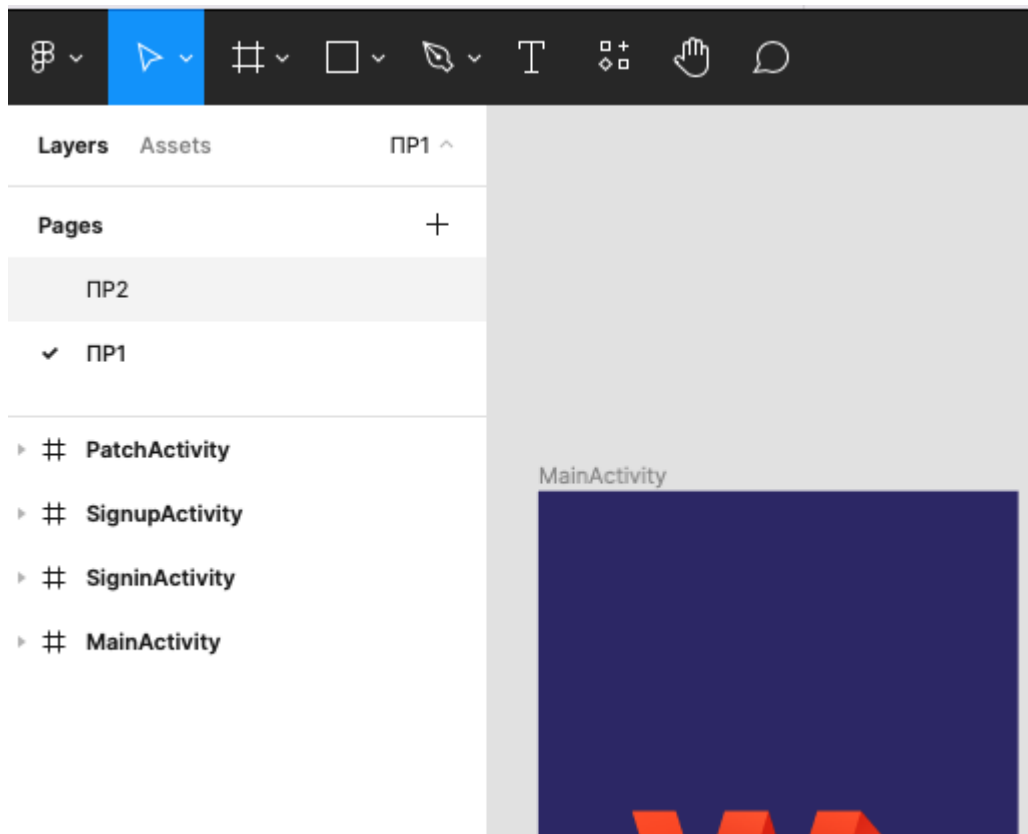 Layers Assets ПР1
Pages
ПР2
ПР1
PatchActivity
SignupActivity
SigninActivity
MainActivity
MainActivity